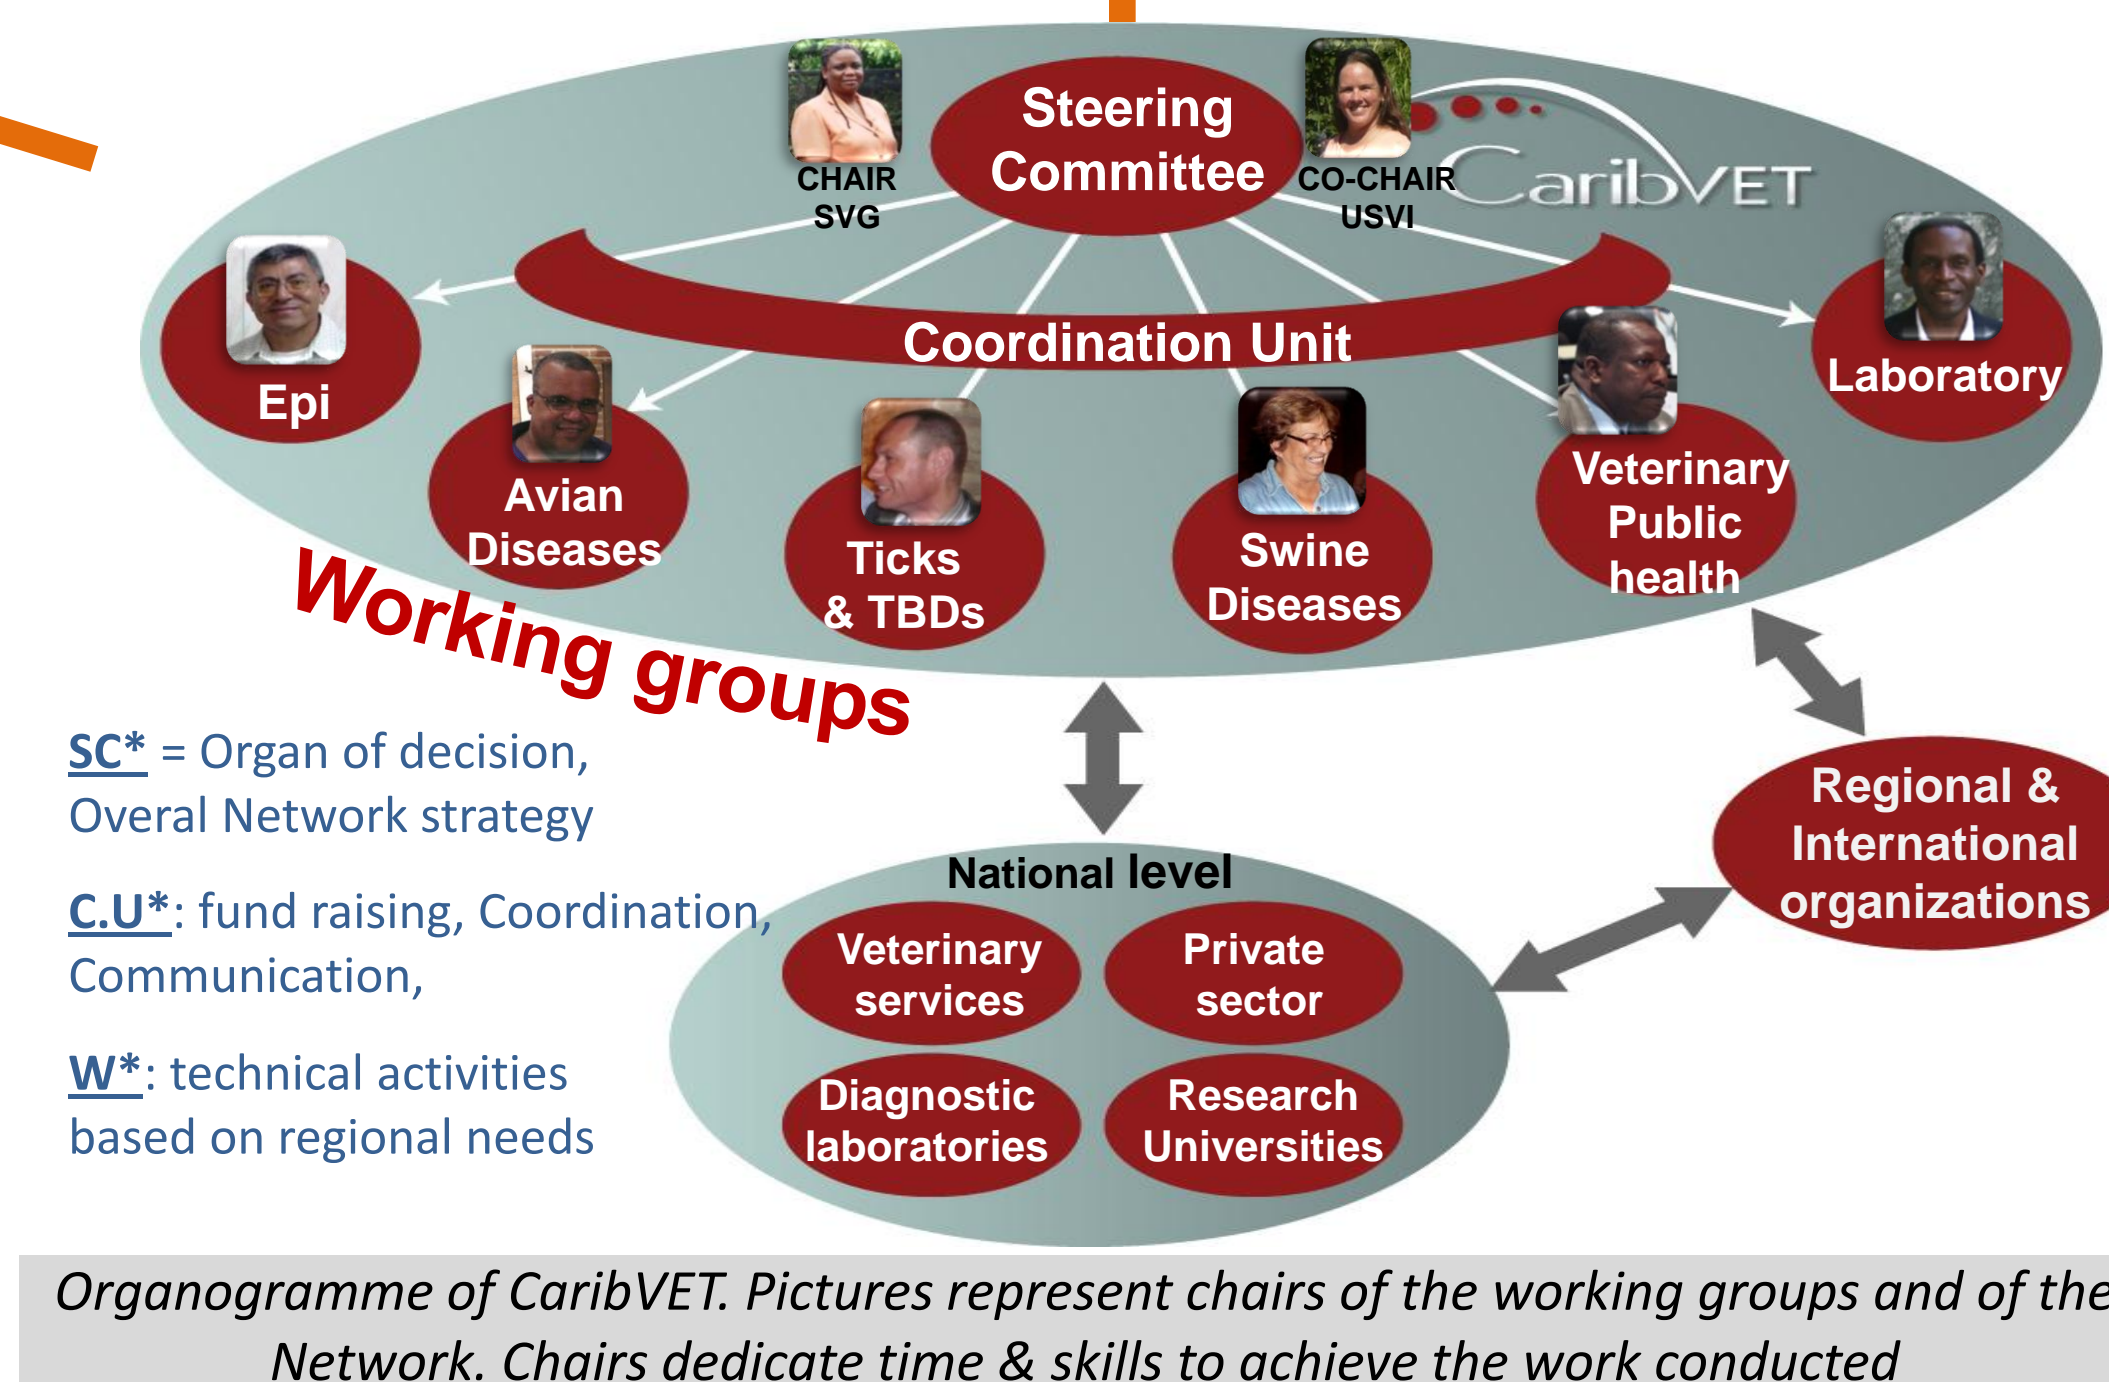 Steering
Committee
CHAIR
SVG
CO-CHAIR
USVI
CaribVET
Coordination Unit
Epi
Avian
Diseases
Ticks
& TBDs
Swine
Diseases
Veterinary
Public
health
Laboratory
Working groups
SC* = Organ of decision,
Overal Network strategy
C.U*: fund raising, Coordination,
Communication,
W*: technical activities
based on regional needs
National level
Veterinary
services
Private
sector
Diagnostic
laboratories
Research
Universities
Regional &
International
organizations
Organogramme of CaribVET. Pictures represent chairs of the working groups and of the
Network. Chairs dedicate time & skills to achieve the work conducted